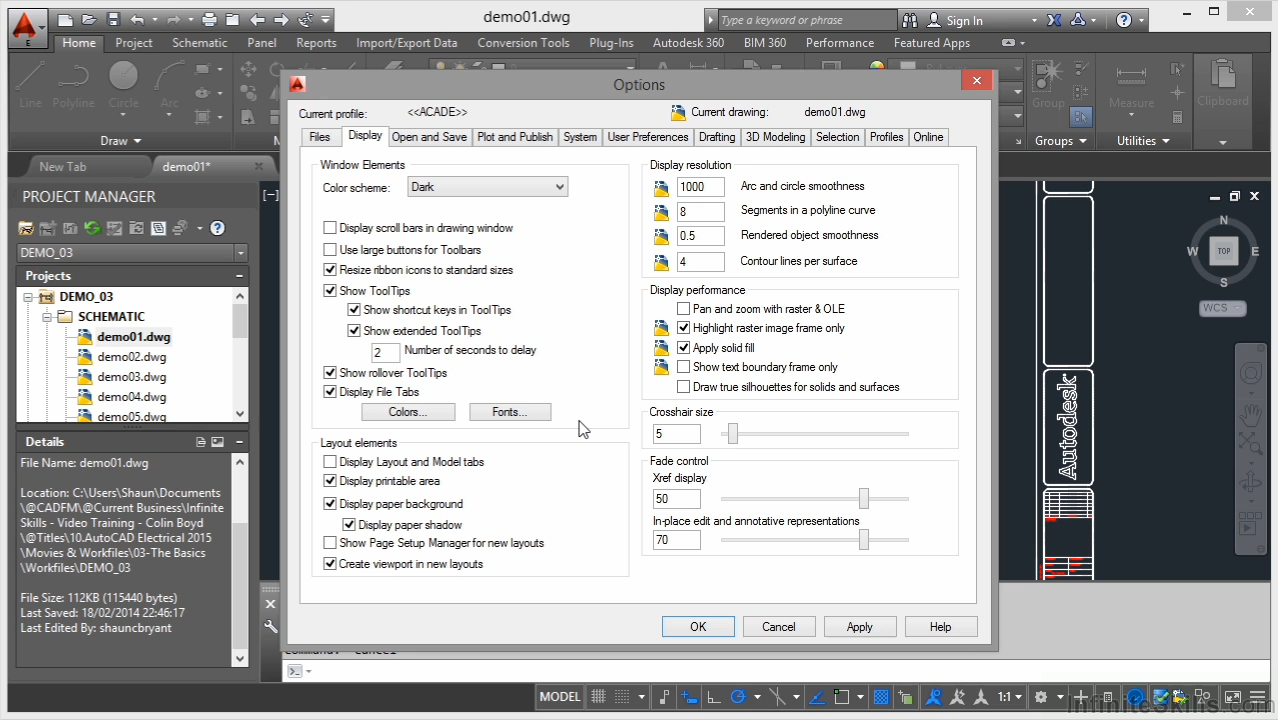 demo01.dwg
Type a keyword or phrase
Sign In
E
Home Project Schematic Panel Reports Import/Export Data Conversion Tools Plug-Ins Autodesk 360 BIM 360 Performance Featured Apps
Line Polyline Circle Arc Group Measure Clipboard
Draw Groups Utilities
New Tab demo01*
PROJECT MANAGER
DEMO_03
Projects
DEMO_03
SCHEMATIC
demo01.dwg
demo02.dwg
demo03.dwg
demo04.dwg
demo05.dwg
Details
File Name: demo01.dwg
Location: C:\Users\Shaun\Documents
\@CADFM\@Current Business\Infinite
Skills - Video Training - Colin Boyd
\@Titles\10.AutoCAD Electrical 2015
\Movies & Workfiles\03-The Basics
\Workfiles\DEMO_03
File Size: 112KB (115440 bytes)
Last Saved: 18/02/2014 22:46:17
Last Edited By: shauncbryant
Options
Current profile: <<ACADE>>
Current drawing: demo01.dwg
Files Display Open and Save Plot and Publish System User Preferences Drafting 3D Modeling Selection Profiles Online
Window Elements
Color scheme: Dark
Display scroll bars in drawing window
Use large buttons for Toolbars
Resize ribbon icons to standard sizes
Show ToolTips
Show shortcut keys in ToolTips
Show extended ToolTips
2 Number of seconds to delay
Show rollover ToolTips
Display File Tabs
Colors... Fonts...
Layout elements
Display Layout and Model tabs
Display printable area
Display paper background
Display paper shadow
Show Page Setup Manager for new layouts
Create viewport in new layouts
Display resolution
1000 Arc and circle smoothness
8 Segments in a polyline curve
0.5 Rendered object smoothness
4 Contour lines per surface
Display performance
Pan and zoom with raster & OLE
Highlight raster image frame only
Apply solid fill
Show text boundary frame only
Draw true silhouettes for solids and surfaces
Crosshair size
5
Fade control
Xref display
50
In-place edit and annotative representations
70
OK Cancel Apply Help
N
W TOP E
S
WCS
Autodesk
MODEL
1:1
InfiniteSkills.com